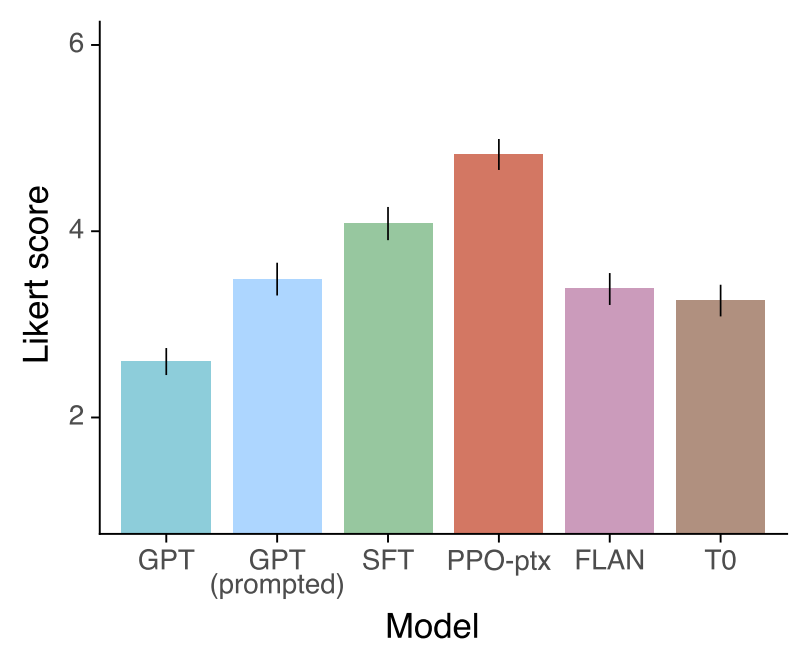 6
4
2
Likert score
GPT
GPT
(prompted)
SFT
PPO-ptx
FLAN
T0
Model